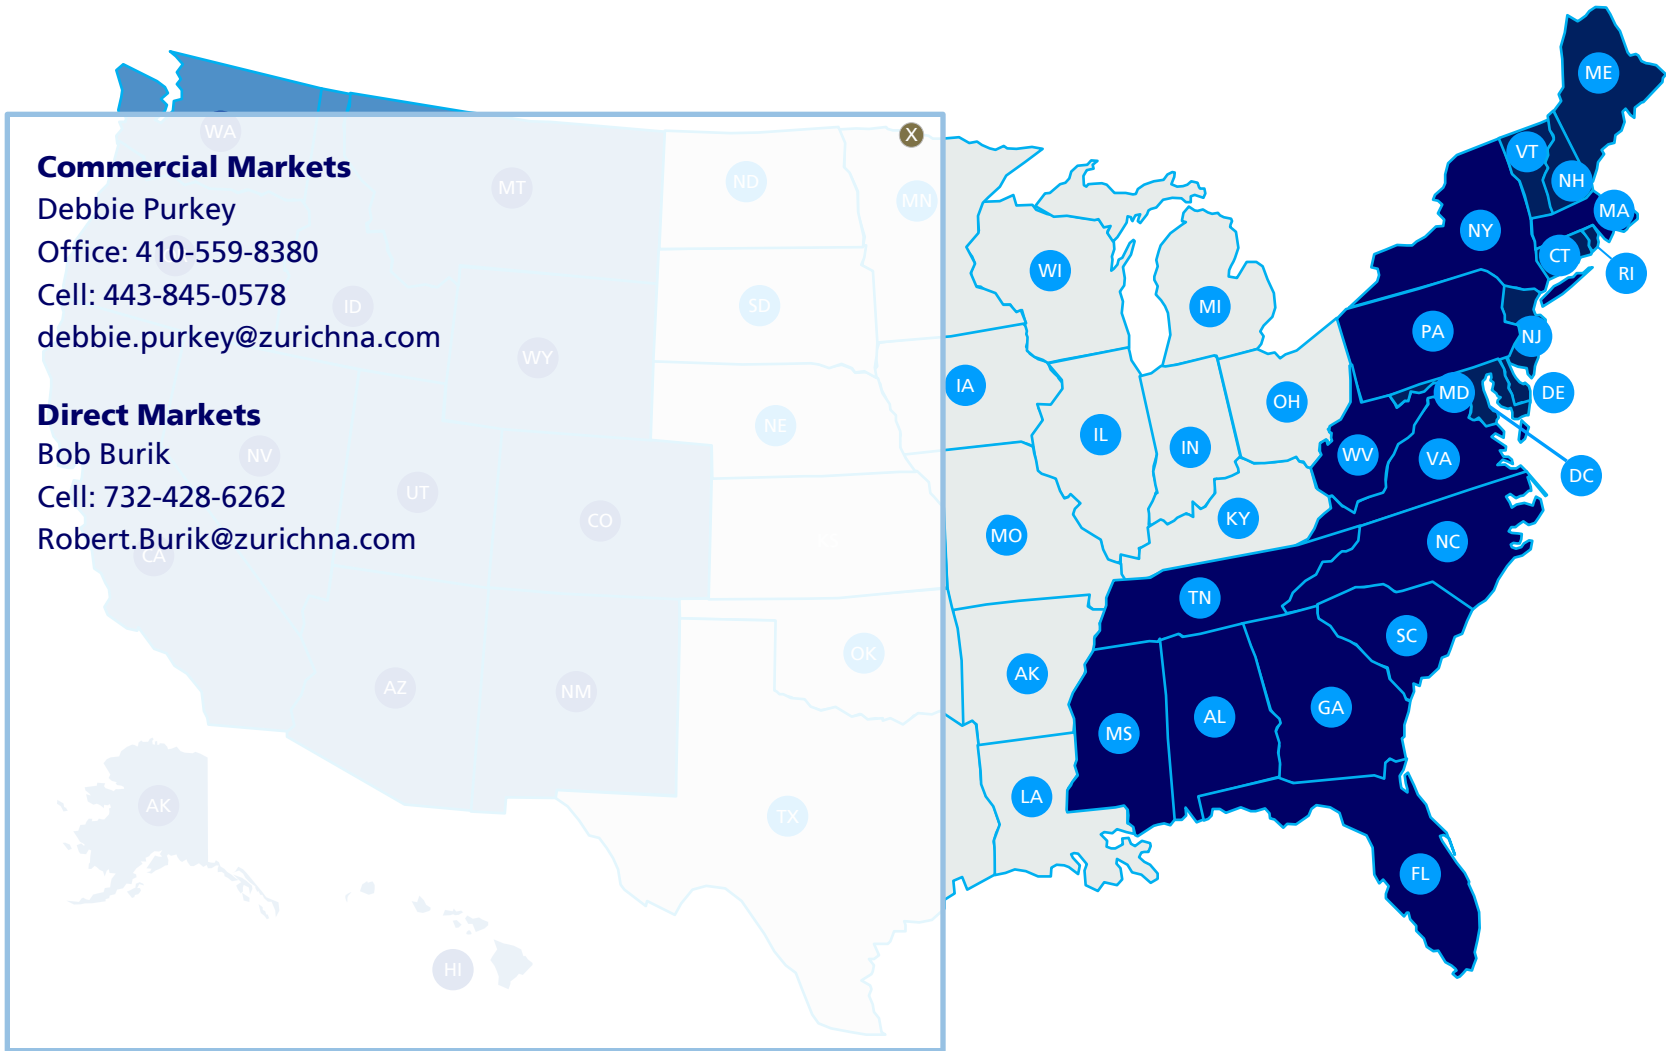 X
Commercial Markets
Debbie Purkey
Office: 410-559-8380
Cell: 443-845-0578
debbie.purkey@zurichna.com
Direct Markets
Bob Burik
Cell: 732-428-6262
Robert.Burik@zurichna.com
WA
MT
ID
WY
NV
UT
CO
CA
AZ
NM
AK
HI
ND
SD
NE
OK
TX
MN
IA
MO
AK
LA
WI
IL
MI
IN
OH
KY
TN
MS
AL
GA
FL
SC
NC
VA
WV
PA
NY
ME
VT
NH
MA
CT
RI
NJ
DE
MD
DC